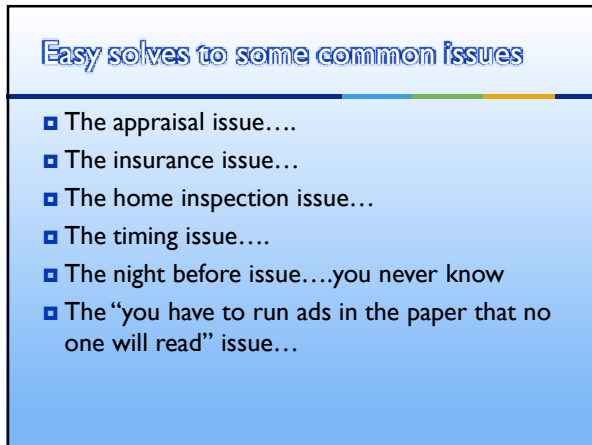 Easy solves to some common issues
The appraisal issue….
The insurance issue…
The home inspection issue…
The timing issue….
The night before issue….you never know
The “you have to run ads in the paper that no
one will read” issue…